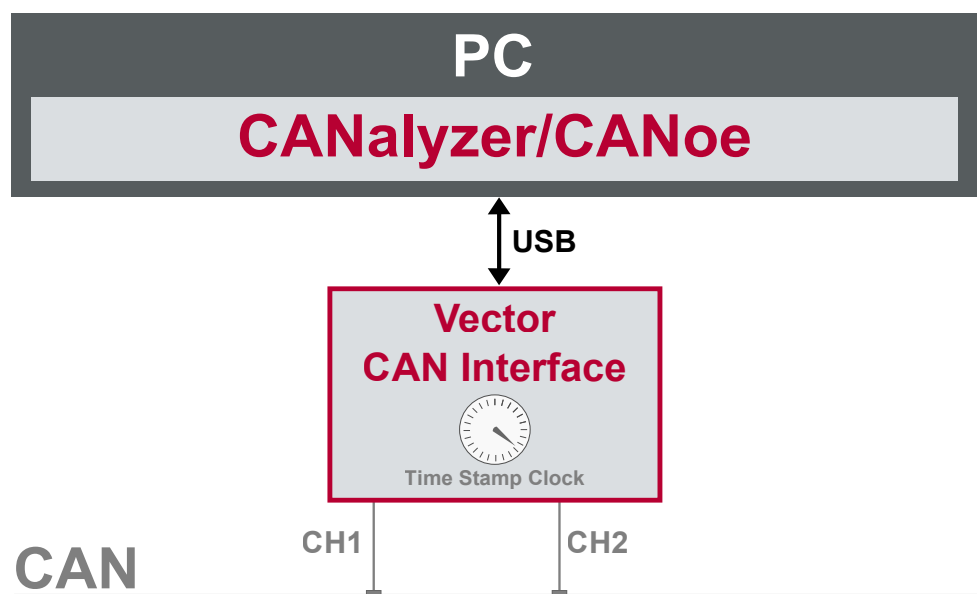 PC
CANalyzer/CANoe
USB
Vector
CAN Interface
Time Stamp Clock
CH1
CH2
CAN